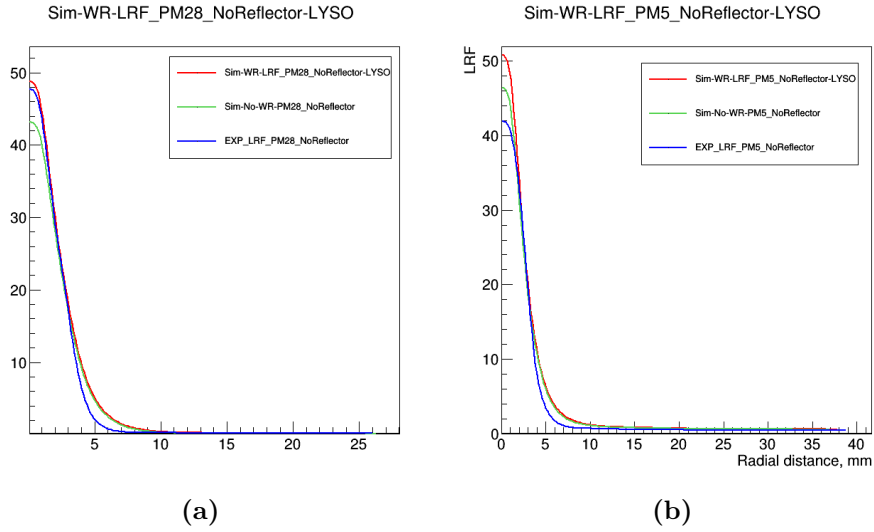 Sim-WR-LRF_PM28_NoReflector-LYSO
50
40
30
20
10
5
10
15
20
25
Sim-WR-LRF_PM28_NoReflector-LYSO
Sim-No-WR-PM28_NoReflector
EXP_LRF_PM28_NoReflector
(a)
Sim-WR-LRF_PM5_NoReflector-LYSO
LRF
50
40
30
20
10
0
0
5
10
15
20
25
30
35
40
Radial distance, mm
Sim-WR-LRF_PM5_NoReflector-LYSO
Sim-No-WR-PM5_NoReflector
EXP_LRF_PM5_NoReflector
(b)